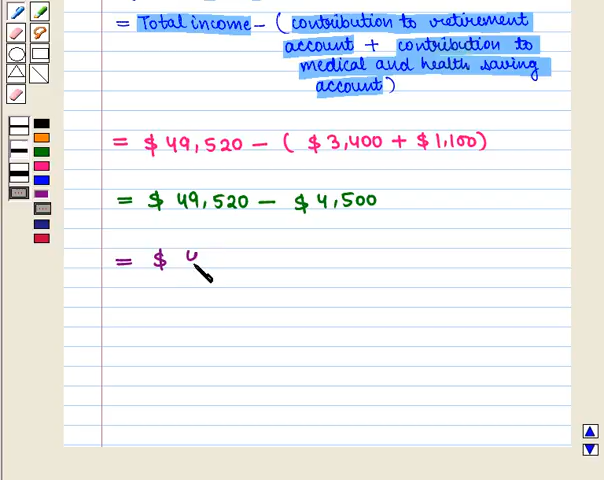 = Total income - ( contribution to retirement
account + contribution to
medical and health saving
account )
= $ 49,520 - ( $ 3,400 + $ 1,100 )
= $ 49,520 - $ 4,500
= $ 4